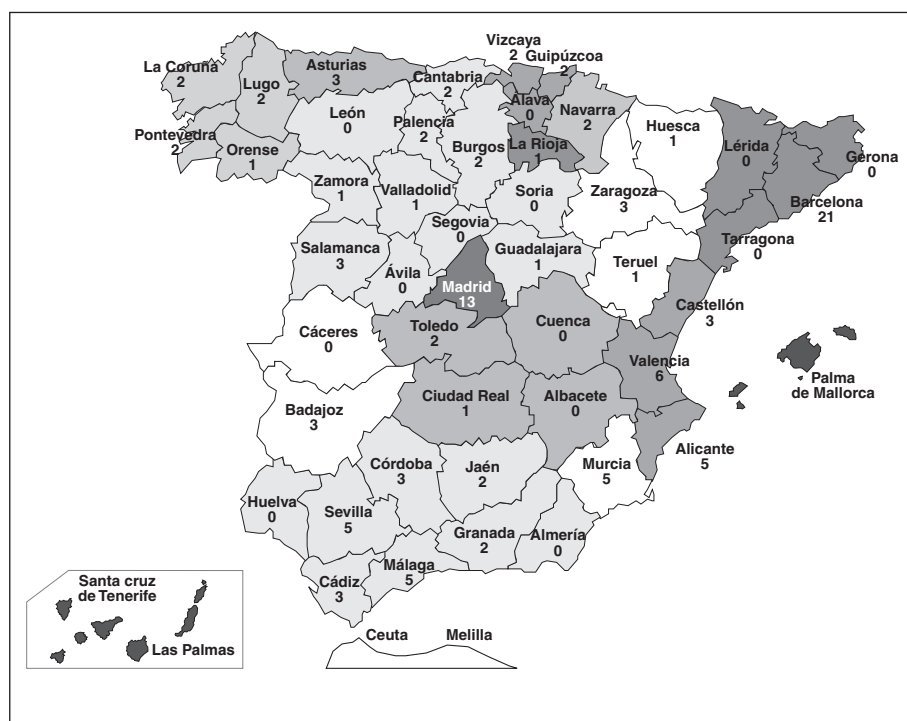 Vizcaya
2
Guipúzcoa
2
La Coruña
2
Lugo
2
Asturias
3
Cantabria
2
Álava
0
Navarra
2
León
0
Palencia
2
Burgos
2
La Rioja
1
Huesca
1
Lérida
0
Gerona
0
Pontevedra
2
Orense
1
Zamora
1
Valladolid
1
Soria
0
Zaragoza
3
Barcelona
21
Segovia
0
Salamanca
3
Ávila
0
Guadalajara
1
Teruel
1
Tarragona
0
Madrid
13
Castellón
3
Cáceres
0
Toledo
2
Cuenca
0
Valencia
6
Palma
de Mallorca
Badajoz
3
Ciudad Real
1
Albacete
0
Alicante
5
Córdoba
3
Jaén
2
Murcia
5
Huelva
0
Sevilla
5
Granada
2
Almería
0
Málaga
5
Cádiz
3
Santa cruz
de Tenerife
Las Palmas
Ceuta
Melilla